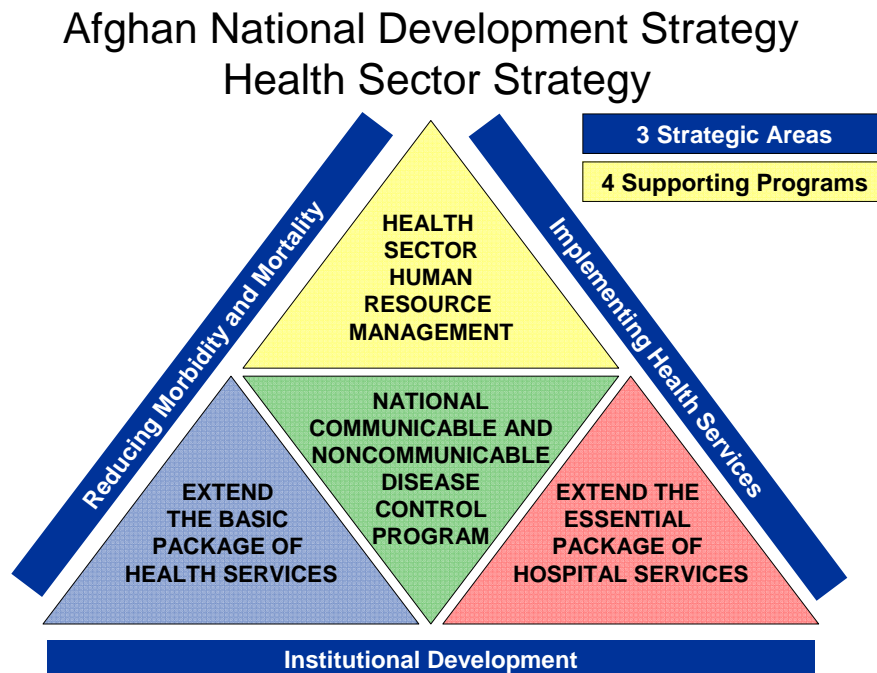 Afghan National Development Strategy
Health Sector Strategy
3 Strategic Areas
4 Supporting Programs
Reducing Morbidity and Mortality
Implementing Health Services
HEALTH
SECTOR
HUMAN
RESOURCE
MANAGEMENT
NATIONAL
COMMUNICABLE AND
NONCOMMUNICABLE
DISEASE
CONTROL
PROGRAM
EXTEND
THE BASIC
PACKAGE OF
HEALTH SERVICES
EXTEND THE
ESSENTIAL
PACKAGE OF
HOSPITAL SERVICES
Institutional Development